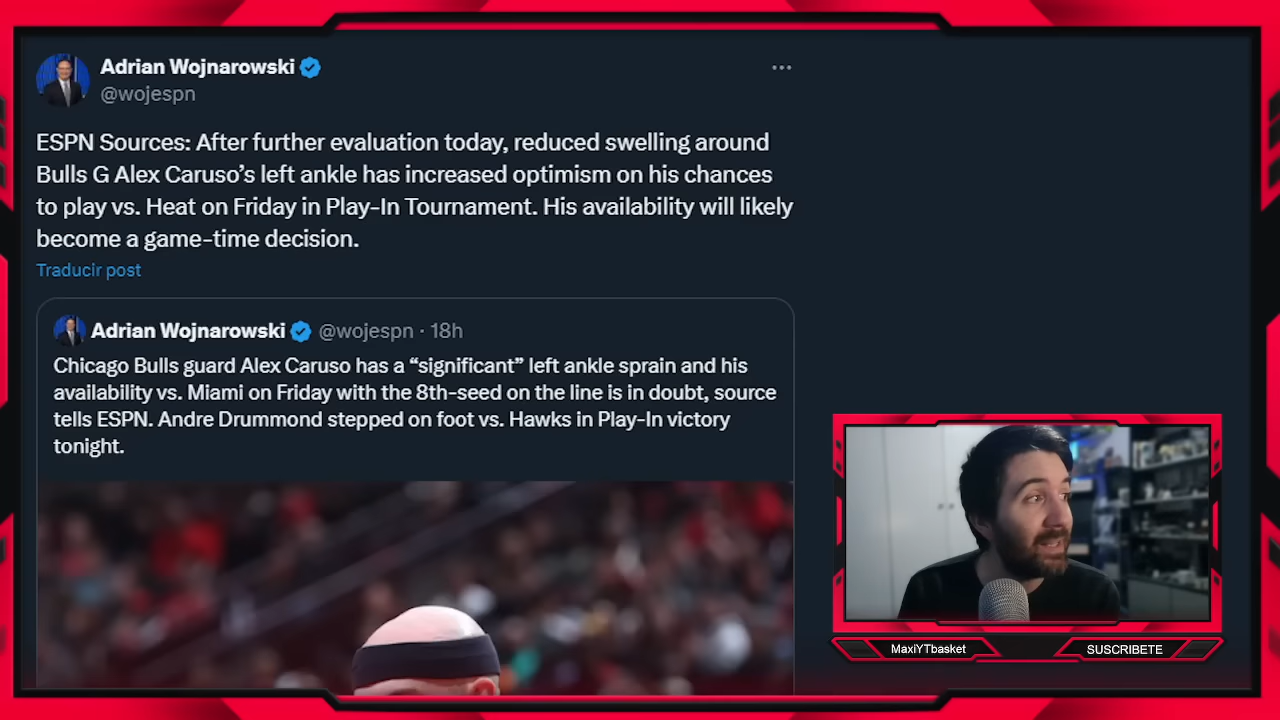 Adrian Wojnarowski
@wojespn
ESPN Sources: After further evaluation today, reduced swelling around
Bulls G Alex Caruso’s left ankle has increased optimism on his chances
to play vs. Heat on Friday in Play-In Tournament. His availability will likely
become a game-time decision.
Traducir post
Adrian Wojnarowski @wojespn · 18h
Chicago Bulls guard Alex Caruso has a “significant” left ankle sprain and his
availability vs. Miami on Friday with the 8th-seed on the line is in doubt, source
tells ESPN. Andre Drummond stepped on foot vs. Hawks in Play-In victory
tonight.
MaxiYTbasket
SUSCRIBETE